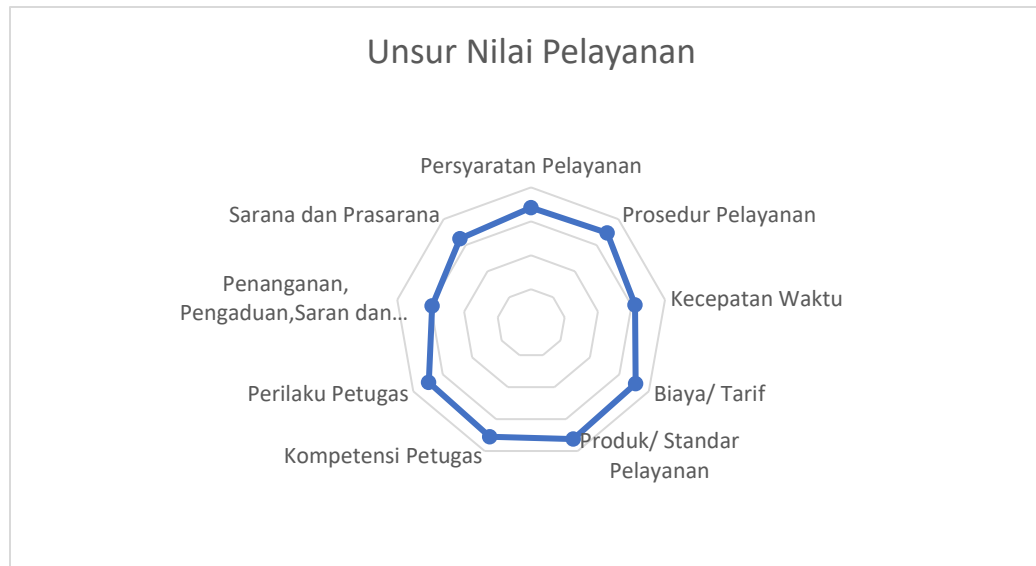 Unsur Nilai Pelayanan
Persyaratan Pelayanan
Prosedur Pelayanan
Kecepatan Waktu
Biaya/ Tarif
Produk/ Standar
Pelayanan
Kompetensi Petugas
Perilaku Petugas
Penanganan,
Pengaduan,Saran dan...
Sarana dan Prasarana